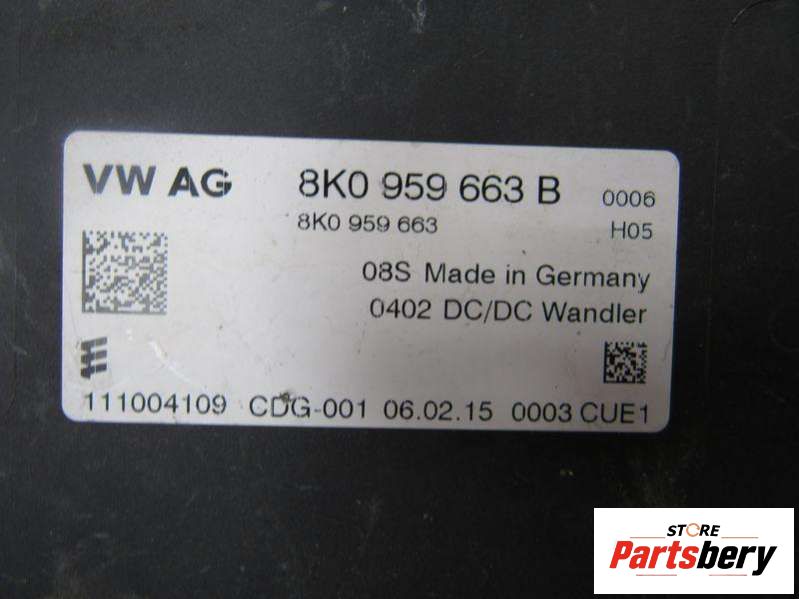 VW AG 8K0 959 663 B 0006
8K0 959 663 H05
08S Made in Germany
0402 DC/DC Wandler
111004109 CDG-001 06.02.15 0003 CUE1
STORE
Partsbery